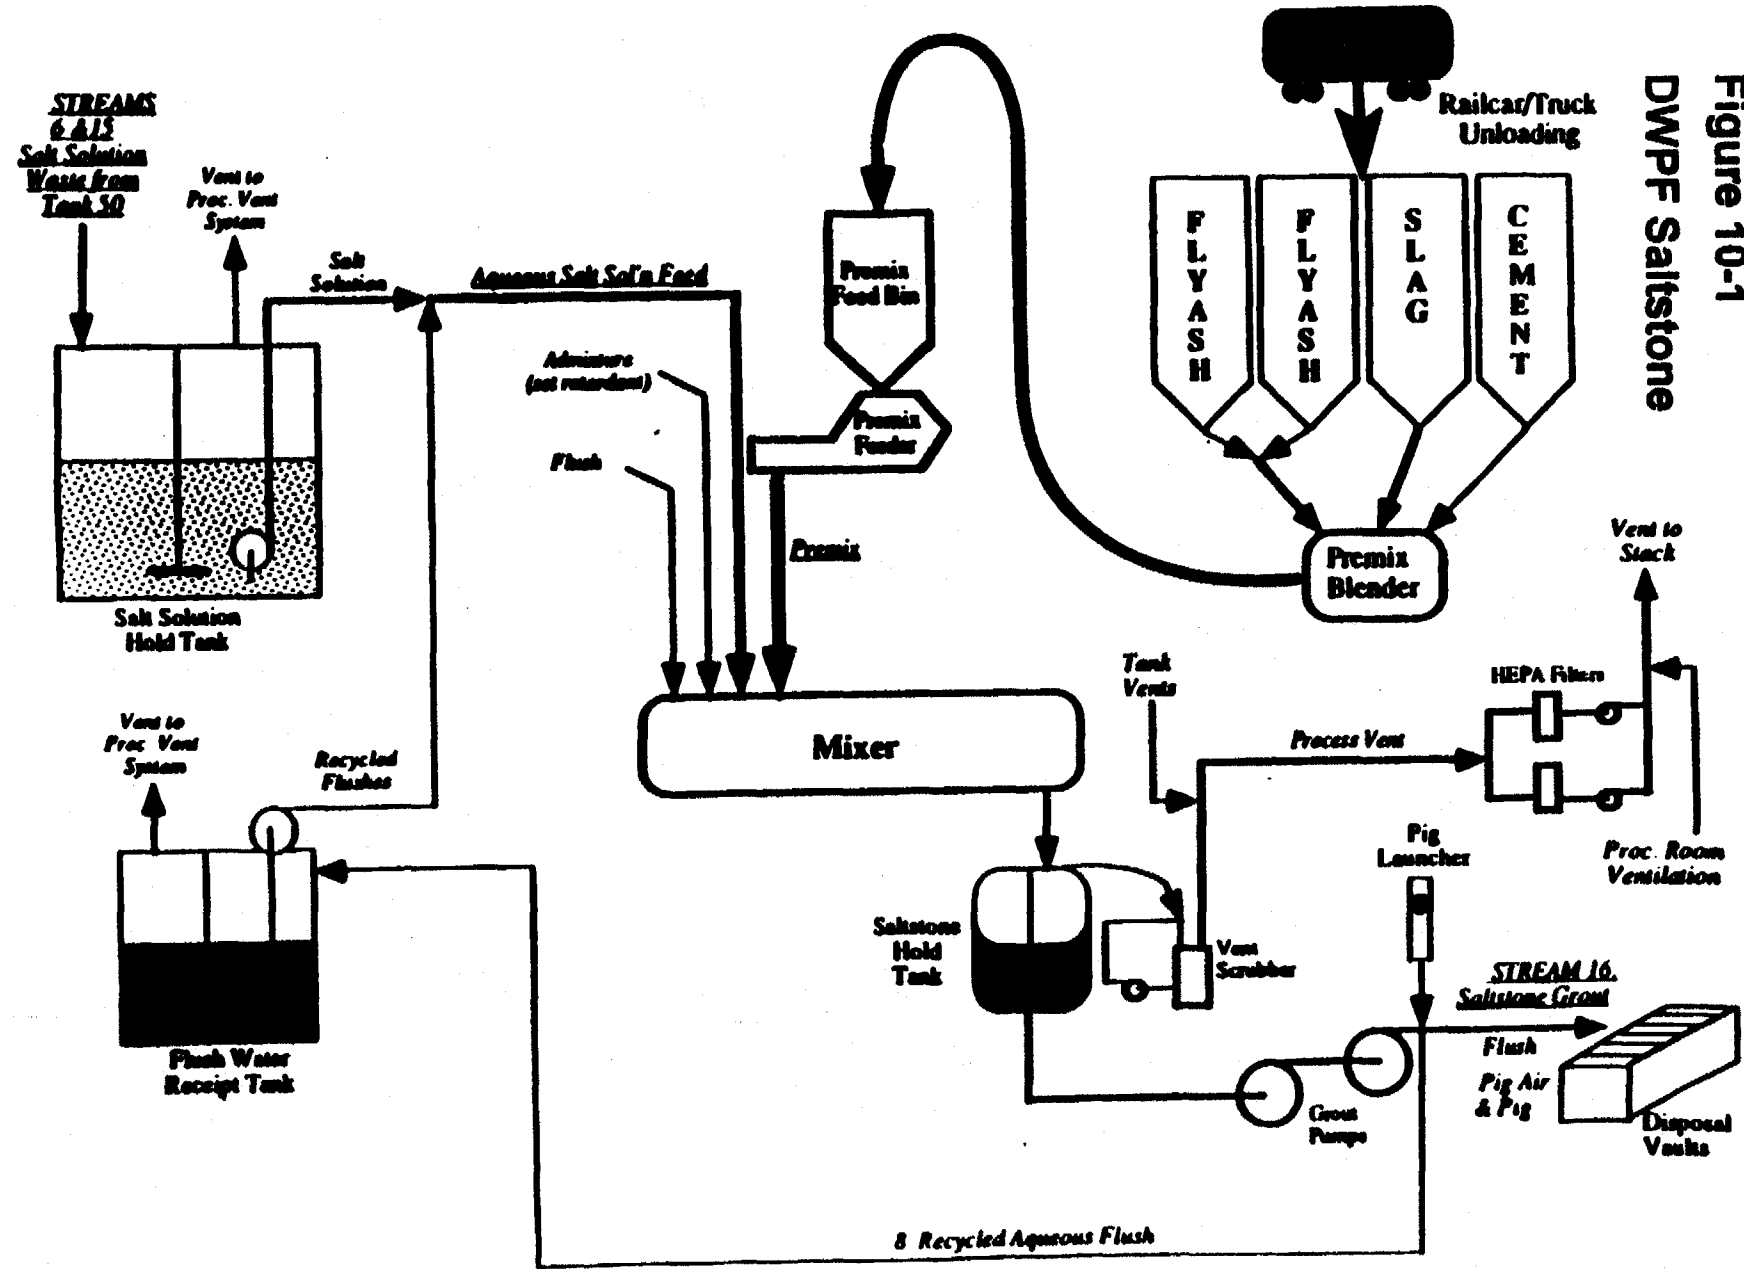 Figure 10-1
DWPF Saltstone
STREAMS
6 &15
Salt Solution
Waste from
Tank 50
Vent to
Proc. Vent
System
Salt
Solution
Aqueous Salt Sol'n Feed
Admixture
(set retardent)
Flush
Premix
Feed Bin
Premix
Feeder
Premix
Railcar/Truck
Unloading
FLYASH
FLYASH
SLAG
CEMENT
Premix
Blender
Salt Solution
Hold Tank
Vent to
Proc. Vent
System
Recycled
Flushes
Flush Water
Receipt Tank
Mixer
Tank
Vents
Process Vent
HEPA Filters
Vent to
Stack
Proc. Room
Ventilation
Pig
Launcher
Saltstone
Hold
Tank
Vent
Scrubber
STREAM 16.
Saltstone Grout
Flush
Pig Air
& Pig
Grout
Pumps
Disposal
Vaults
8 Recycled Aqueous Flush